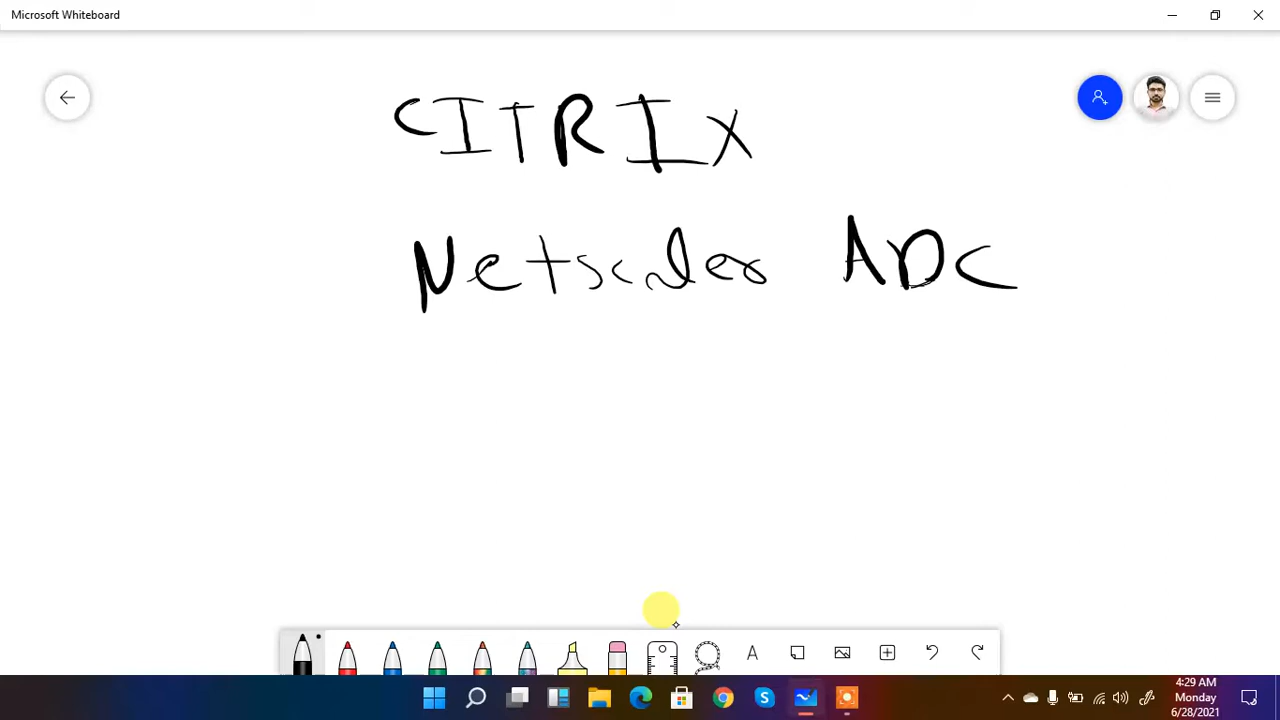 Microsoft Whiteboard
CITRIX
Netscaler ADC
A
4:29 AM
Monday
6/28/2021